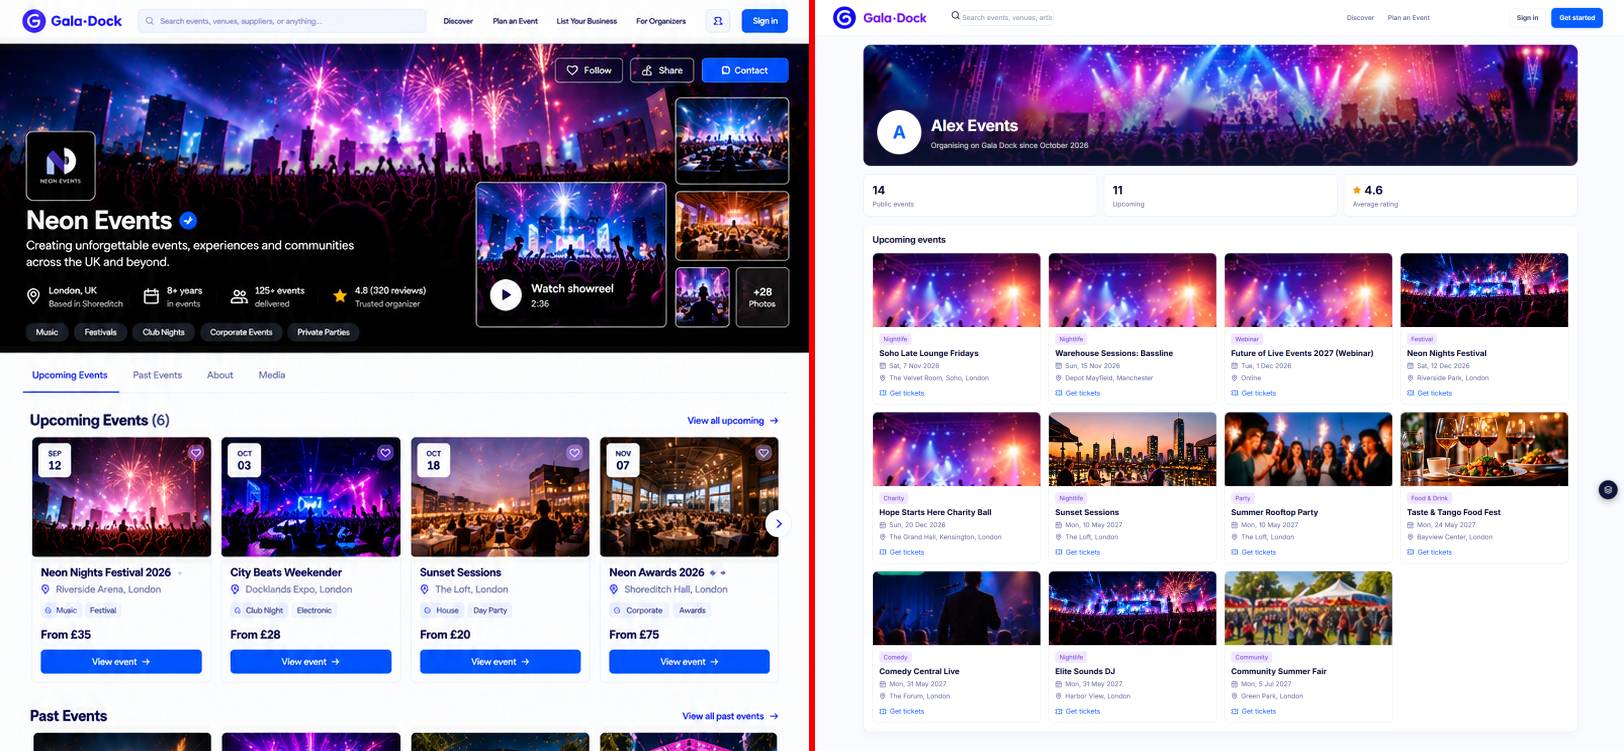 Gala·Dock
Search events, venues, suppliers, or anything...
Discover
Plan an Event
List Your Business
For Organizers
Sign in
Follow
Share
Contact
NEON EVENTS
Neon Events
Creating unforgettable events, experiences and communities
across the UK and beyond.
London, UK
Based in Shoreditch
8+ years
in events
125+ events
delivered
4.8 (320 reviews)
Trusted organizer
Music
Festivals
Club Nights
Corporate Events
Private Parties
Watch showreel
2:36
+28
Photos
Upcoming Events
Past Events
About
Media
Upcoming Events (6)
View all upcoming →
SEP
12
Neon Nights Festival 2026
Riverside Arena, London
Music
Festival
From £35
View event →
OCT
03
City Beats Weekender
Docklands Expo, London
Club Night
Electronic
From £28
View event →
OCT
18
Sunset Sessions
The Loft, London
House
Day Party
From £20
View event →
NOV
07
Neon Awards 2026
Shoreditch Hall, London
Corporate
Awards
From £75
View event →
Past Events
View all past events →
Gala·Dock
Search events, venues, artis
Discover
Plan an Event
Sign in
Get started
A
Alex Events
Organising on Gala Dock since October 2026
14
Public events
11
Upcoming
4.6
Average rating
Upcoming events
Nightlife
Soho Late Lounge Fridays
Sat, 7 Nov 2026
The Velvet Room, Soho, London
Get tickets
Nightlife
Warehouse Sessions: Bassline
Sun, 15 Nov 2026
Depot Mayfield, Manchester
Get tickets
Webinar
Future of Live Events 2027 (Webinar)
Tue, 1 Dec 2026
Online
Get tickets
Festival
Neon Nights Festival
Sat, 12 Dec 2026
Riverside Park, London
Get tickets
Charity
Hope Starts Here Charity Ball
Sun, 20 Dec 2026
The Grand Hall, Kensington, London
Get tickets
Nightlife
Sunset Sessions
Mon, 10 May 2027
The Loft, London
Get tickets
Party
Summer Rooftop Party
Mon, 10 May 2027
The Loft, London
Get tickets
Food & Drink
Taste & Tango Food Fest
Mon, 24 May 2027
Bayview Center, London
Get tickets
Comedy
Comedy Central Live
Mon, 31 May 2027
The Forum, London
Get tickets
Nightlife
Elite Sounds DJ
Mon, 31 May 2027
Harbor View, London
Get tickets
Community
Community Summer Fair
Mon, 5 Jul 2027
Green Park, London
Get tickets